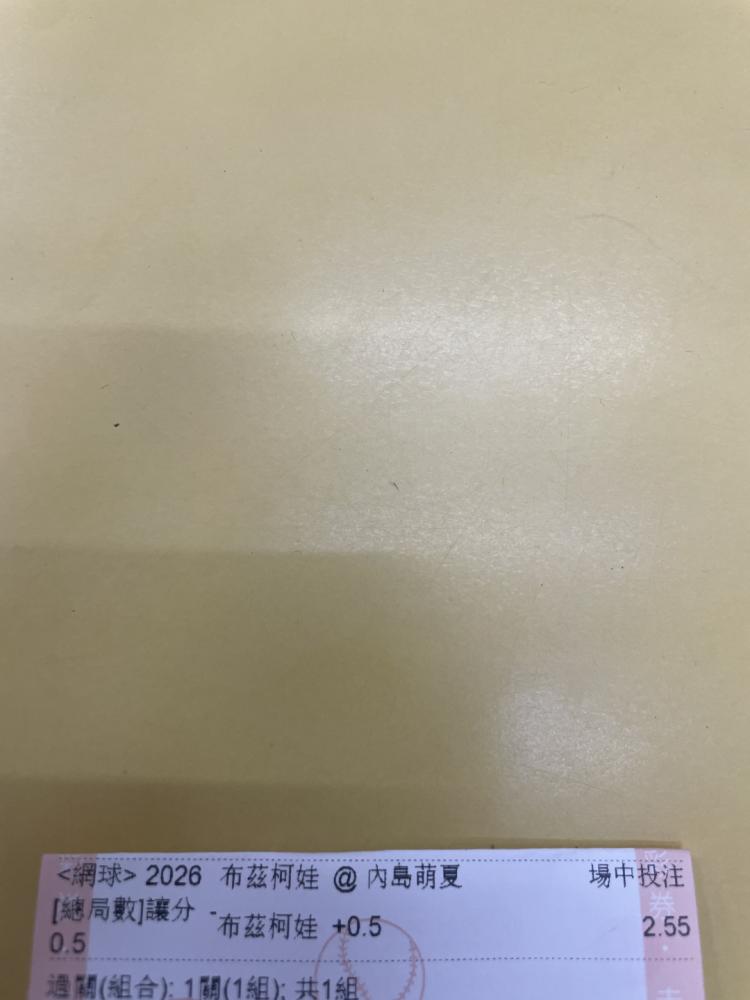 <網球> 2026 布茲柯娃 @ 內島萌夏 場中投注
[總局數]讓分 -0.5 布茲柯娃 +0.5 2.55
過關(組合): 1關(1組); 共1組
彩券